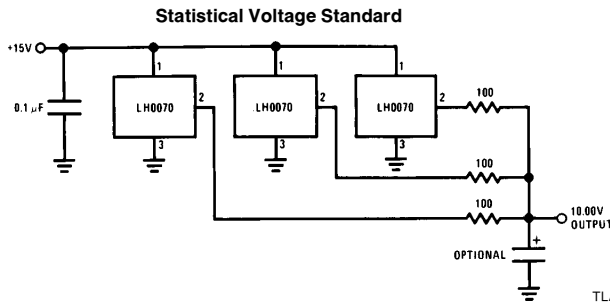 Statistical Voltage Standard
+15V
1
1
1
0.1 μF
LH0070
2
LH0070
2
LH0070
2
100
3
3
3
100
100
10.00V
OUTPUT
+
OPTIONAL
TL